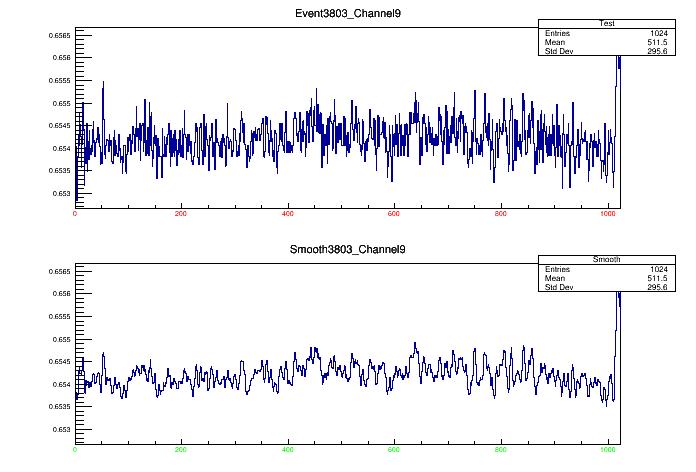 Event3803_Channel9
Test
Entries 1024
Mean 511.5
Std Dev 295.6
0.6565
0.656
0.6555
0.655
0.6545
0.654
0.6535
0.653
0 200 400 600 800 1000
Smooth3803_Channel9
Smooth
Entries 1024
Mean 511.5
Std Dev 295.6
0.6565
0.656
0.6555
0.655
0.6545
0.654
0.6535
0.653
0 200 400 600 800 1000